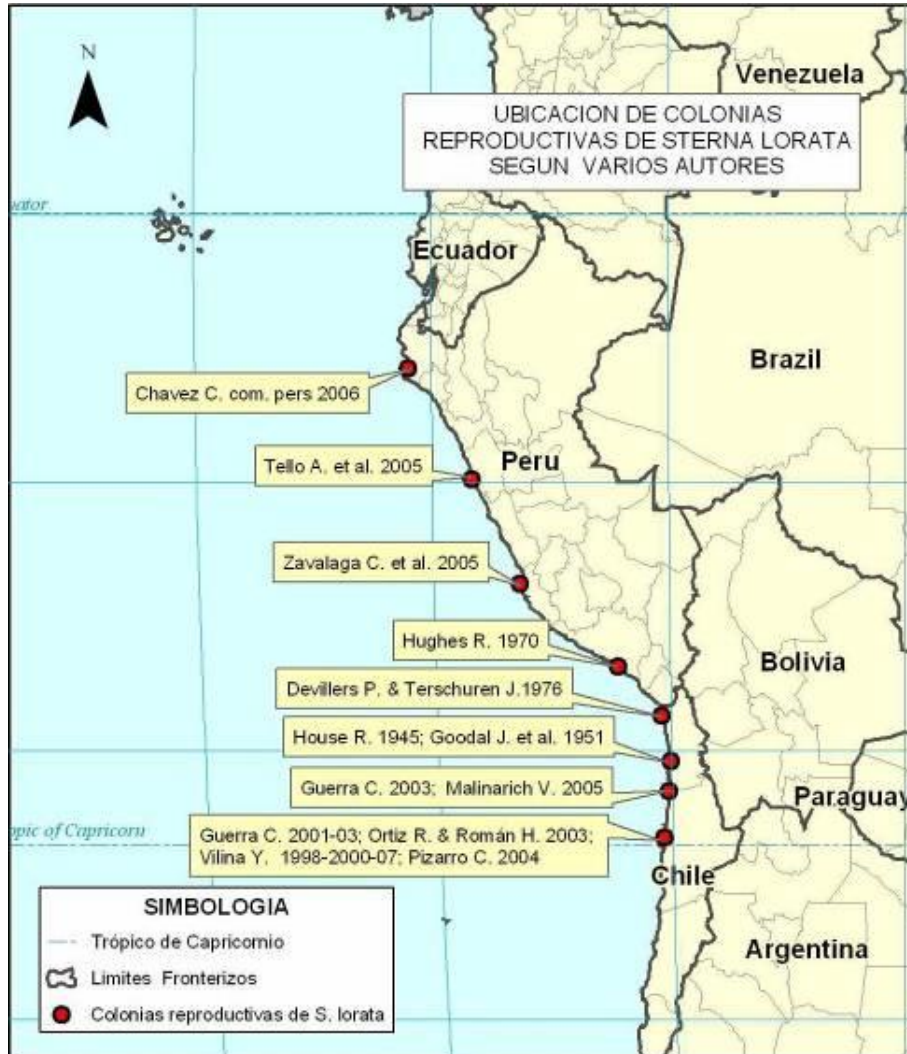 N
Venezuela
UBICACION DE COLONIAS
REPRODUCTIVAS DE STERNA LORATA
SEGUN VARIOS AUTORES
ator
Ecuador
Brazil
Chavez C. com. pers 2006
Peru
Tello A. et al. 2005
Zavalaga C. et al. 2005
Hughes R. 1970
Bolivia
Devillers P. & Terschuren J.1976
House R. 1945; Goodal J. et al. 1951
Guerra C. 2003; Malinarich V. 2005
Paraguay
opic of Capricorn
Guerra C. 2001-03; Ortiz R. & Román H. 2003;
Vilina Y. 1998-2000-07; Pizarro C. 2004
Chile
Argentina
SIMBOLOGIA
Trópico de Capricornio
Limites Fronterizos
Colonias reproductivas de S. lorata